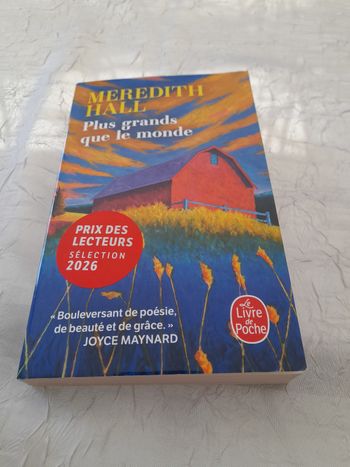 MEREDITH
HALL
Plus grands
que le monde
PRIX DES
LECTEURS
SÉLECTION
2026
« Bouleversant de poésie,
de beauté et de grâce. »
JOYCE MAYNARD
Le
Livre
de
Poche